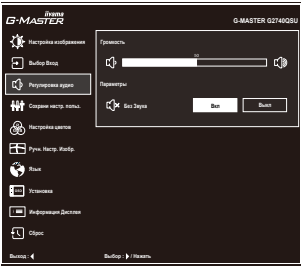 iiyama
G-MASTER
G-MASTER G2740QSU
Настройка изображения
Выбор Вход
Регулировка аудио
Сохрани настр. польз.
Настройка цветов
Ручн. Настр. Изобр.
Язык
Установка
Информация Дисплея
Сброс
Громкость
50
Параметры
Без Звука
Вкл
Выкл
Выход :
Выбор : / Нажать